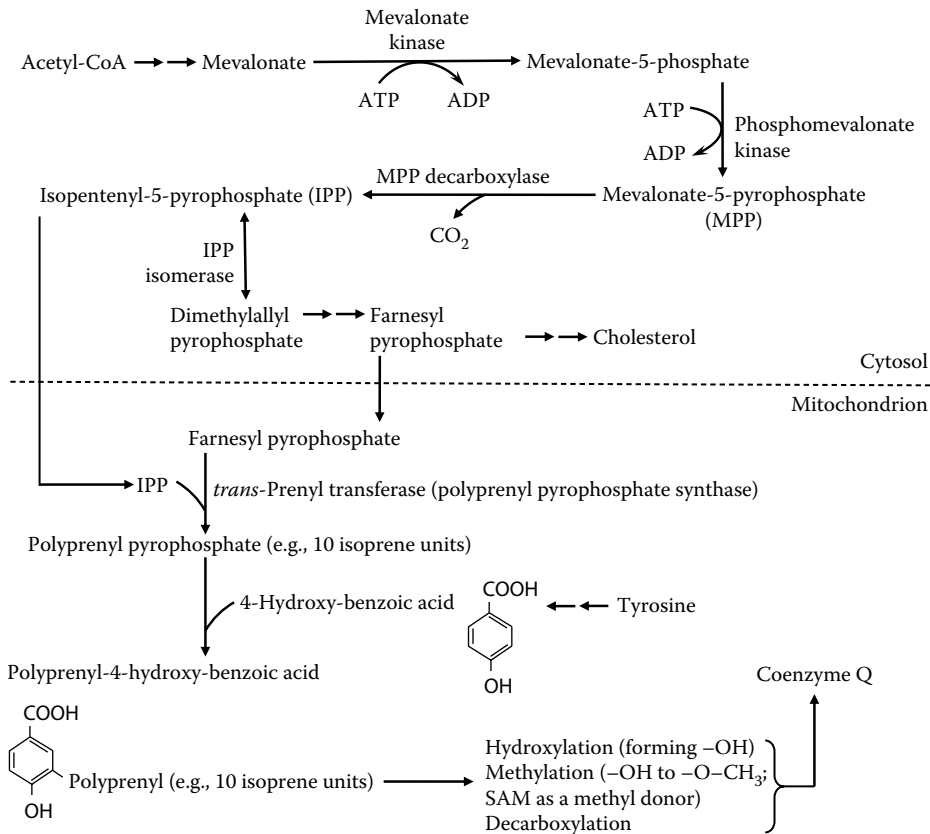 Mevalonate
kinase
Acetyl-CoA
Mevalonate
Mevalonate-5-phosphate
ATP
ADP
ATP
ADP
Phosphomevalonate
kinase
Isopentenyl-5-pyrophosphate (IPP)
MPP decarboxylase
Mevalonate-5-pyrophosphate
(MPP)
CO2
IPP
isomerase
Dimethylallyl
pyrophosphate
Farnesyl
pyrophosphate
Cholesterol
Cytosol
Mitochondrion
Farnesyl pyrophosphate
IPP
trans-Prenyl transferase (polyprenyl pyrophosphate synthase)
Polyprenyl pyrophosphate (e.g., 10 isoprene units)
4-Hydroxy-benzoic acid
COOH
OH
Tyrosine
Polyprenyl-4-hydroxy-benzoic acid
Coenzyme Q
COOH
OH
Polyprenyl (e.g., 10 isoprene units)
Hydroxylation (forming –OH)
Methylation (–OH to –O–CH3;
SAM as a methyl donor)
Decarboxylation